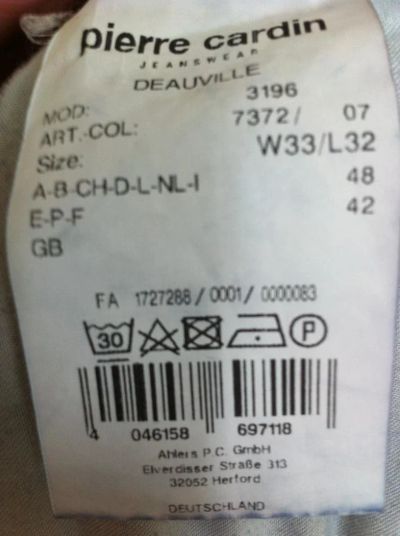 pierre cardin
JEANSWEAR
DEAUVILLE
MOD: 3196
ART.-COL: 7372/ 07
Size: W33/L32
A-B-CH-D-L-NL-I 48
E-P-F 42
GB
FA 1727288/0001/0000083
30 P
4 046158 697118
Ahlers P.C. GmbH
Elverdisser Straße 313
32052 Herford
DEUTSCHLAND